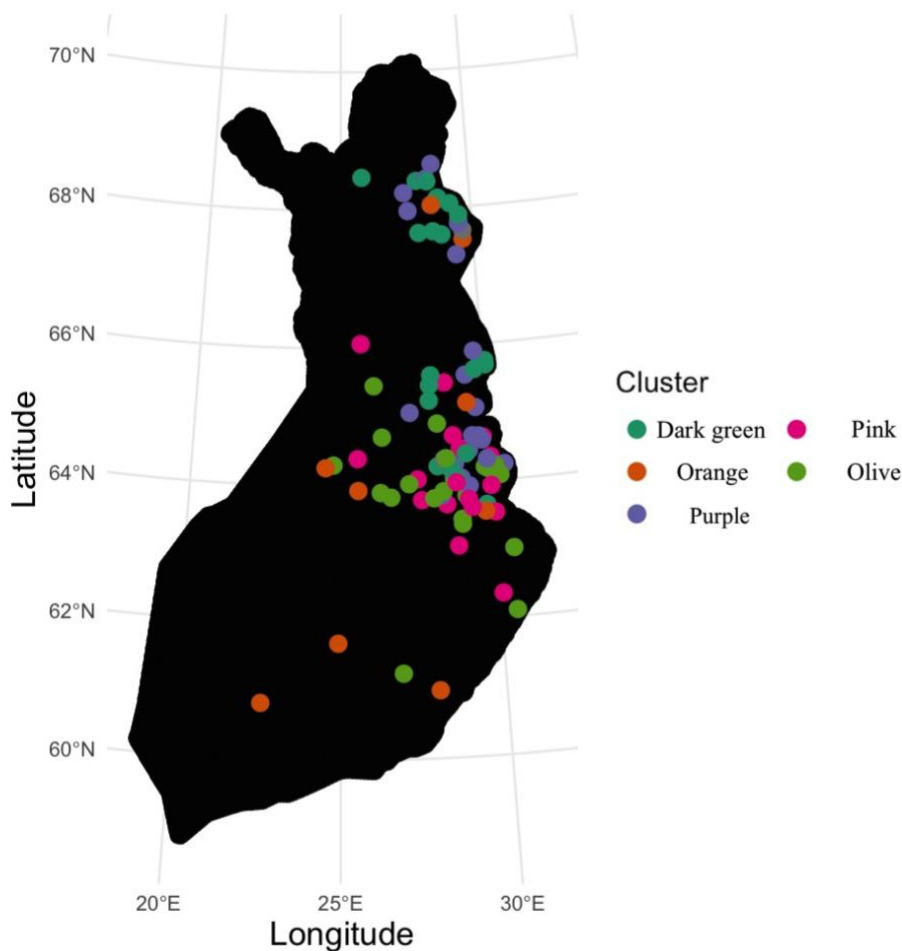 70°N
68°N
66°N
64°N
62°N
60°N
Latitude
20°E 25°E 30°E
Longitude
Cluster
Dark green Pink
Orange Olive
Purple